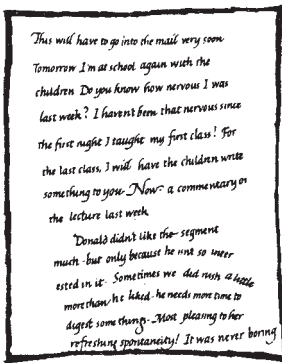 This will have to go into the mail very soon
Tomorrow I'm at school again with the
children Do you know how nervous I was
last week? I haven't been that nervous since
the first night I taught my first class! For
the last class, I will have the children write
something to you- Now- a commentary on
the lecture last week
Donald didn't like the segment
much-but only because he isnt so inter
ested in it- Sometimes we did rush a little
more than he liked-he needs more time to
digest some things- Most pleasing to her
refreshing spontaneity! It was never boring